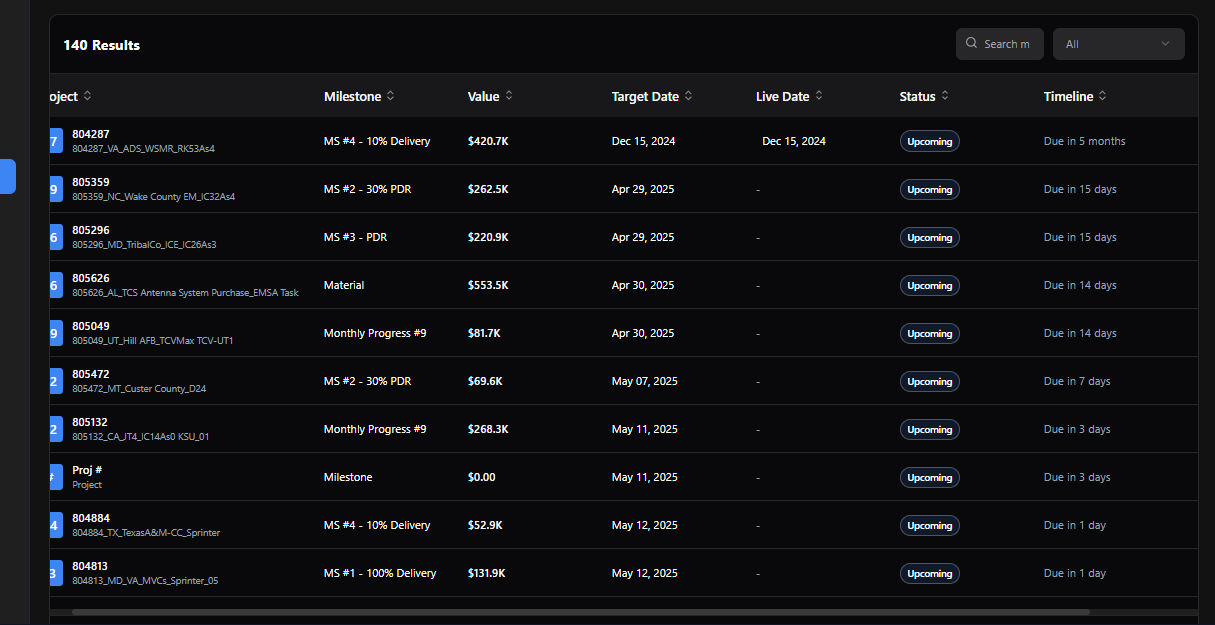 140 Results
Search m
All
oject Milestone Value Target Date Live Date Status Timeline
7 804287 MS #4 - 10% Delivery $420.7K Dec 15, 2024 Dec 15, 2024 Upcoming Due in 5 months
804287_VA_ADS_WSMR_RK53As4
9 805359 MS #2 - 30% PDR $262.5K Apr 29, 2025 - Upcoming Due in 15 days
805359_NC_Wake County EM_IC32As4
6 805296 MS #3 - PDR $220.9K Apr 29, 2025 - Upcoming Due in 15 days
805296_MD_TribalCo_ICE_IC26As3
6 805626 Material $553.5K Apr 30, 2025 - Upcoming Due in 14 days
805626_AL_TCS Antenna System Purchase_EMSA Task
9 805049 Monthly Progress #9 $81.7K Apr 30, 2025 - Upcoming Due in 14 days
805049_UT_Hill AFB_TCVMax TCV-UT1
2 805472 MS #2 - 30% PDR $69.6K May 07, 2025 - Upcoming Due in 7 days
805472_MT_Custer County_D24
2 805132 Monthly Progress #9 $268.3K May 11, 2025 - Upcoming Due in 3 days
805132_CA_JT4_IC14As0 KSU_01
# Proj # Milestone $0.00 May 11, 2025 - Upcoming Due in 3 days
Project
4 804884 MS #4 - 10% Delivery $52.9K May 12, 2025 - Upcoming Due in 1 day
804884_TX_TexasA&M-CC_Sprinter
3 804813 MS #1 - 100% Delivery $131.9K May 12, 2025 - Upcoming Due in 1 day
804813_MD_VA_MVCs_Sprinter_05